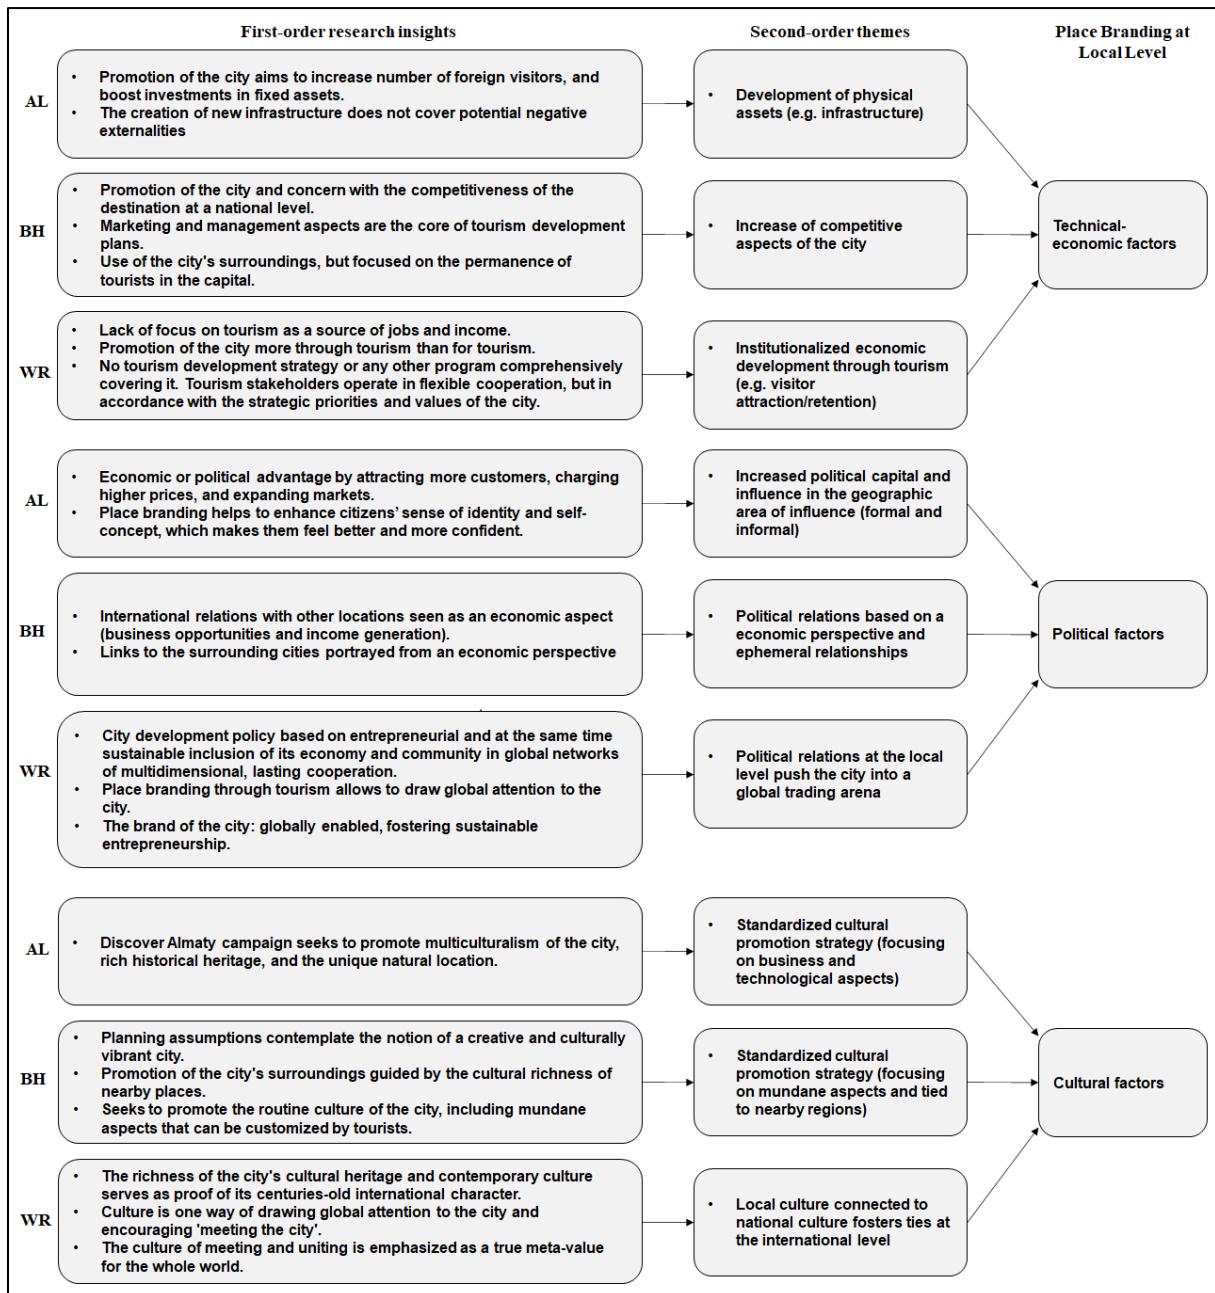 First-order research insights
Second-order themes
Place Branding at
Local Level
AL
• Promotion of the city aims to increase number of foreign visitors, and
boost investments in fixed assets.
• The creation of new infrastructure does not cover potential negative
externalities
• Development of physical
assets (e.g. infrastructure)
BH
• Promotion of the city and concern with the competitiveness of the
destination at a national level.
• Marketing and management aspects are the core of tourism development
plans.
• Use of the city's surroundings, but focused on the permanence of
tourists in the capital.
• Increase of competitive
aspects of the city
Technical-
economic factors
WR
• Lack of focus on tourism as a source of jobs and income.
• Promotion of the city more through tourism than for tourism.
• No tourism development strategy or any other program comprehensively
covering it. Tourism stakeholders operate in flexible cooperation, but in
accordance with the strategic priorities and values of the city.
• Institutionalized economic
development through tourism
(e.g. visitor
attraction/retention)
AL
• Economic or political advantage by attracting more customers, charging
higher prices, and expanding markets.
• Place branding helps to enhance citizens’ sense of identity and self-
concept, which makes them feel better and more confident.
• Increased political capital and
influence in the geographic
area of influence (formal and
informal)
BH
• International relations with other locations seen as an economic aspect
(business opportunities and income generation).
• Links to the surrounding cities portrayed from an economic perspective
• Political relations based on a
economic perspective and
ephemeral relationships
Political factors
WR
• City development policy based on entrepreneurial and at the same time
sustainable inclusion of its economy and community in global networks
of multidimensional, lasting cooperation.
• Place branding through tourism allows to draw global attention to the
city.
• The brand of the city: globally enabled, fostering sustainable
entrepreneurship.
• Political relations at the local
level push the city into a
global trading arena
AL
• Discover Almaty campaign seeks to promote multiculturalism of the city,
rich historical heritage, and the unique natural location.
• Standardized cultural
promotion strategy (focusing
on business and
technological aspects)
BH
• Planning assumptions contemplate the notion of a creative and culturally
vibrant city.
• Promotion of the city's surroundings guided by the cultural richness of
nearby places.
• Seeks to promote the routine culture of the city, including mundane
aspects that can be customized by tourists.
• Standardized cultural
promotion strategy (focusing
on mundane aspects and tied
to nearby regions)
Cultural factors
WR
• The richness of the city's cultural heritage and contemporary culture
serves as proof of its centuries-old international character.
• Culture is one way of drawing global attention to the city and
encouraging 'meeting the city'.
• The culture of meeting and uniting is emphasized as a true meta-value
for the whole world.
• Local culture connected to
national culture fosters ties at
the international level